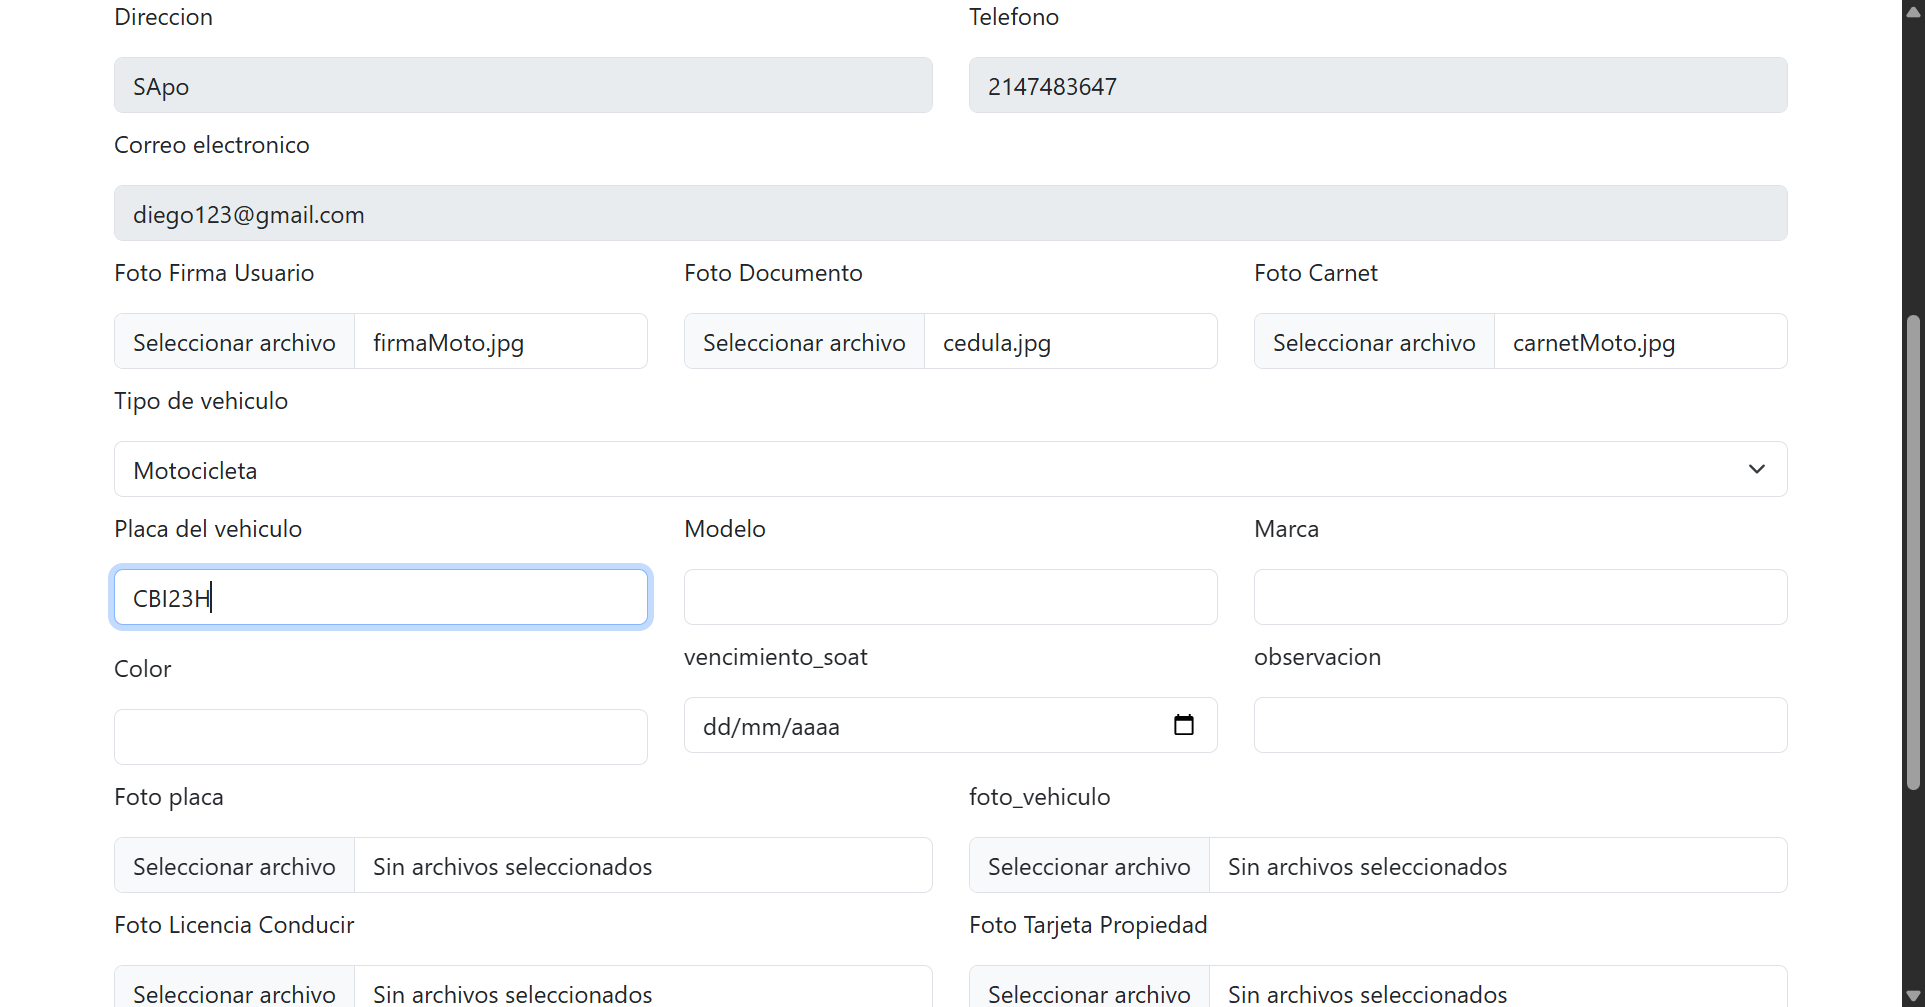 Direccion
Telefono
SApo
2147483647
Correo electronico
diego123@gmail.com
Foto Firma Usuario
Foto Documento
Foto Carnet
Seleccionar archivo firmaMoto.jpg
Seleccionar archivo cedula.jpg
Seleccionar archivo carnetMoto.jpg
Tipo de vehiculo
Motocicleta
Placa del vehiculo
Modelo
Marca
CBI23H
Color
vencimiento_soat
observacion
dd/mm/aaaa
Foto placa
foto_vehiculo
Seleccionar archivo Sin archivos seleccionados
Seleccionar archivo Sin archivos seleccionados
Foto Licencia Conducir
Foto Tarjeta Propiedad
Seleccionar archivo Sin archivos seleccionados
Seleccionar archivo Sin archivos seleccionados